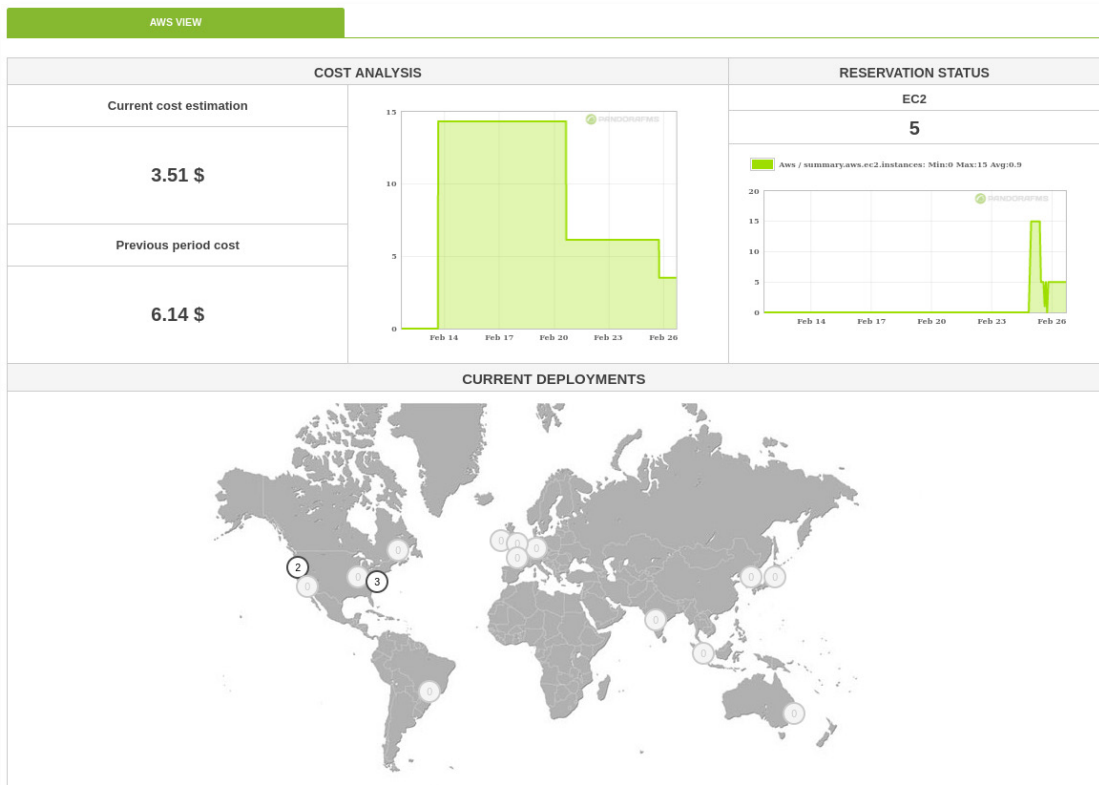 AWS VIEW
COST ANALYSIS
RESERVATION STATUS
Current cost estimation
3.51 $
Previous period cost
6.14 $
PANDORAFMS
15
10
5
0
Feb 14 Feb 17 Feb 20 Feb 23 Feb 26
EC2
5
Aws / summary.aws.ec2.instances: Min:0 Max:15 Avg:0.9
PANDORAFMS
20
15
10
5
0
Feb 14 Feb 17 Feb 20 Feb 23 Feb 26
CURRENT DEPLOYMENTS
0 0 0
0
0
2
0
0
3
0
0 0
0
0
0
0